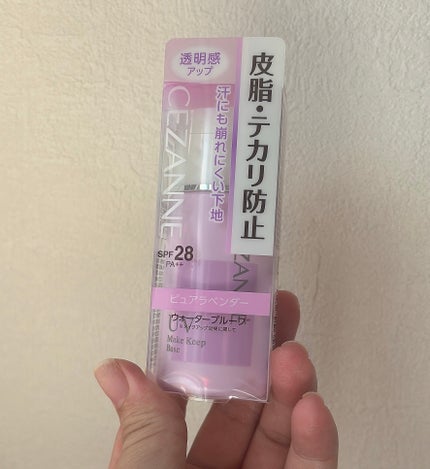 透明感
アップ
皮脂・テカリ防止
汗にも崩れにくい下地
CEZANNE
CEZANNE
SPF28
PA++
ピュアラベンダー
ウォータープルーフ
UV
Make Keep
Base